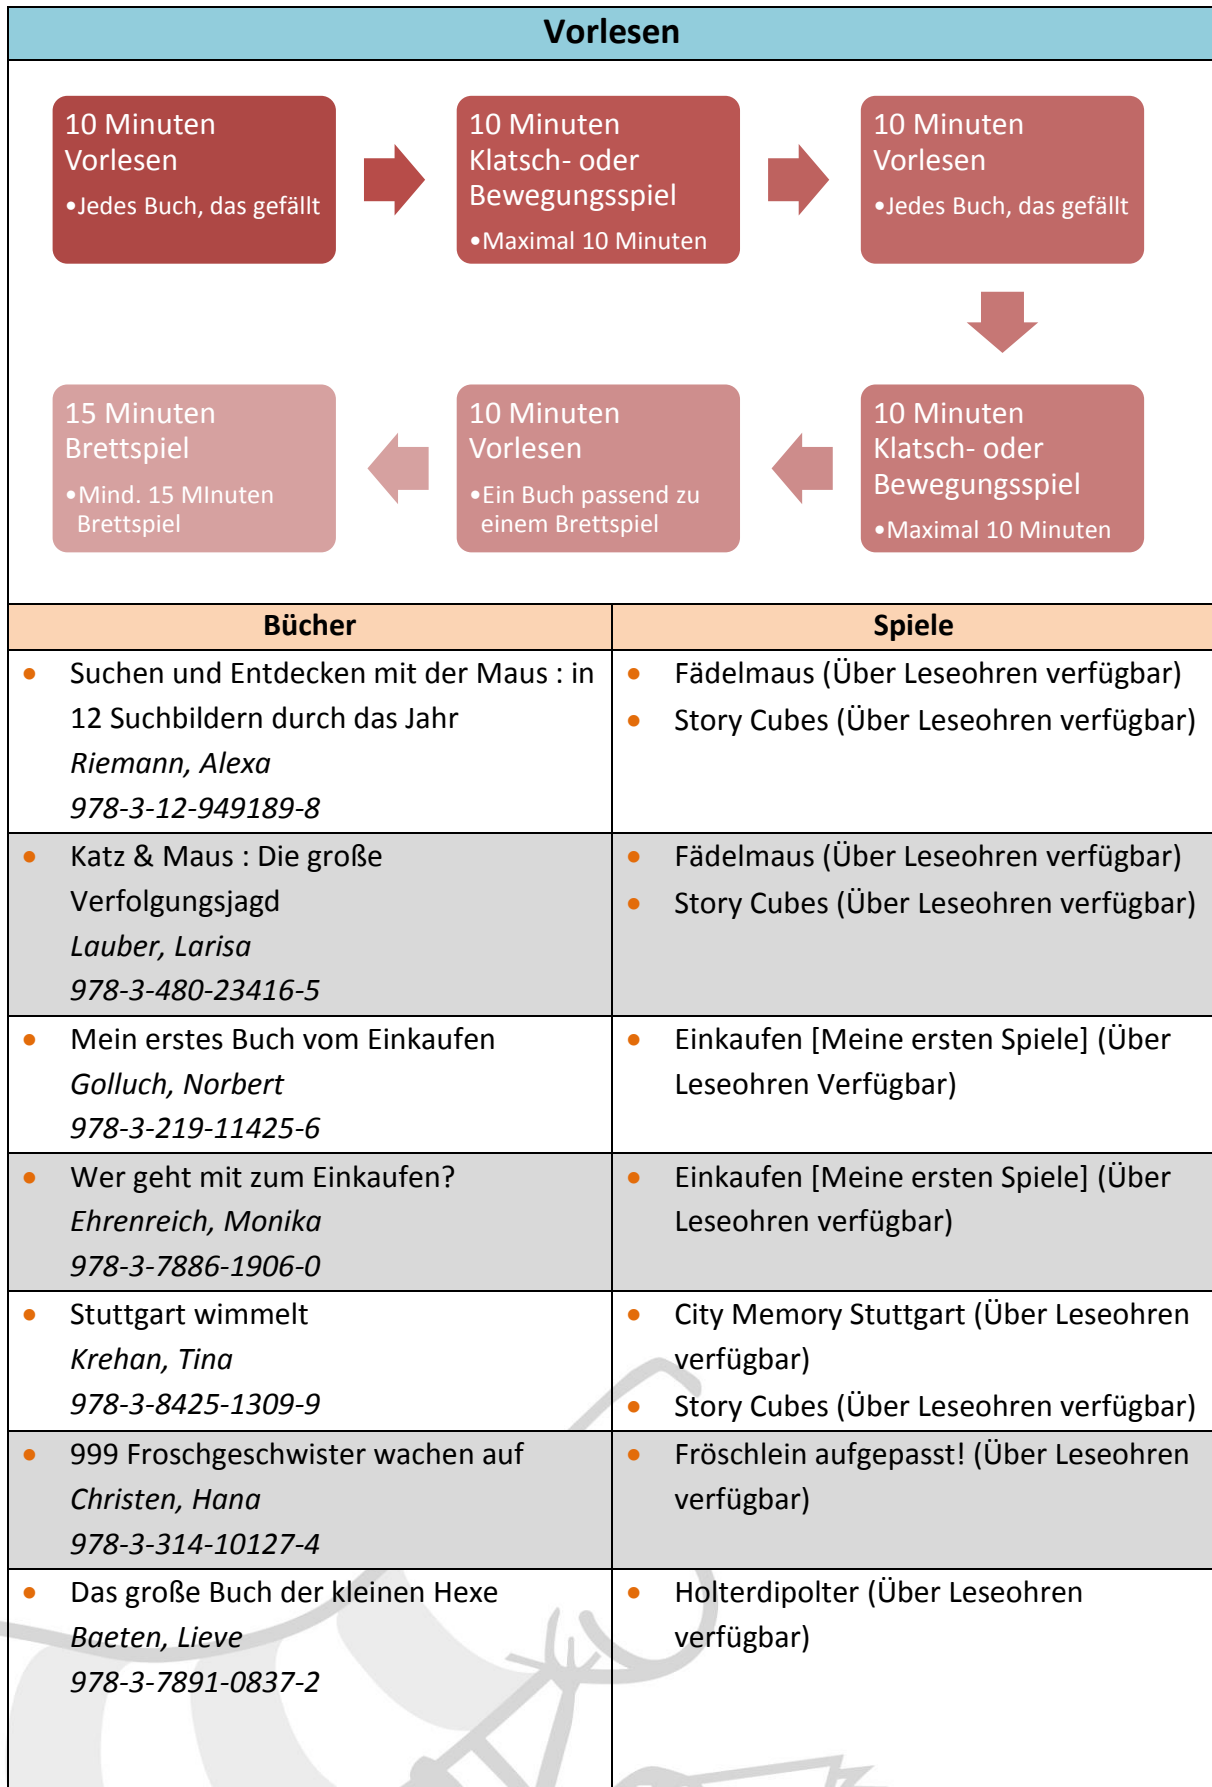 Vorlesen
10 Minuten
Vorlesen
•Jedes Buch, das gefällt
10 Minuten
Klatsch- oder
Bewegungsspiel
•Maximal 10 Minuten
10 Minuten
Vorlesen
•Jedes Buch, das gefällt
10 Minuten
Klatsch- oder
Bewegungsspiel
•Maximal 10 Minuten
10 Minuten
Vorlesen
•Ein Buch passend zu
einem Brettspiel
15 Minuten
Brettspiel
•Mind. 15 MInuten
Brettspiel
Bücher
Spiele
• Suchen und Entdecken mit der Maus : in
12 Suchbildern durch das Jahr
Riemann, Alexa
978-3-12-949189-8
• Fädelmaus (Über Leseohren verfügbar)
• Story Cubes (Über Leseohren verfügbar)
• Katz & Maus : Die große
Verfolgungsjagd
Lauber, Larisa
978-3-480-23416-5
• Fädelmaus (Über Leseohren verfügbar)
• Story Cubes (Über Leseohren verfügbar)
• Mein erstes Buch vom Einkaufen
Golluch, Norbert
978-3-219-11425-6
• Einkaufen [Meine ersten Spiele] (Über
Leseohren Verfügbar)
• Wer geht mit zum Einkaufen?
Ehrenreich, Monika
978-3-7886-1906-0
• Einkaufen [Meine ersten Spiele] (Über
Leseohren verfügbar)
• Stuttgart wimmelt
Krehan, Tina
978-3-8425-1309-9
• City Memory Stuttgart (Über Leseohren
verfügbar)
• Story Cubes (Über Leseohren verfügbar)
• 999 Froschgeschwister wachen auf
Christen, Hana
978-3-314-10127-4
• Fröschlein aufgepasst! (Über Leseohren
verfügbar)
• Das große Buch der kleinen Hexe
Baeten, Lieve
978-3-7891-0837-2
• Holterdipolter (Über Leseohren
verfügbar)